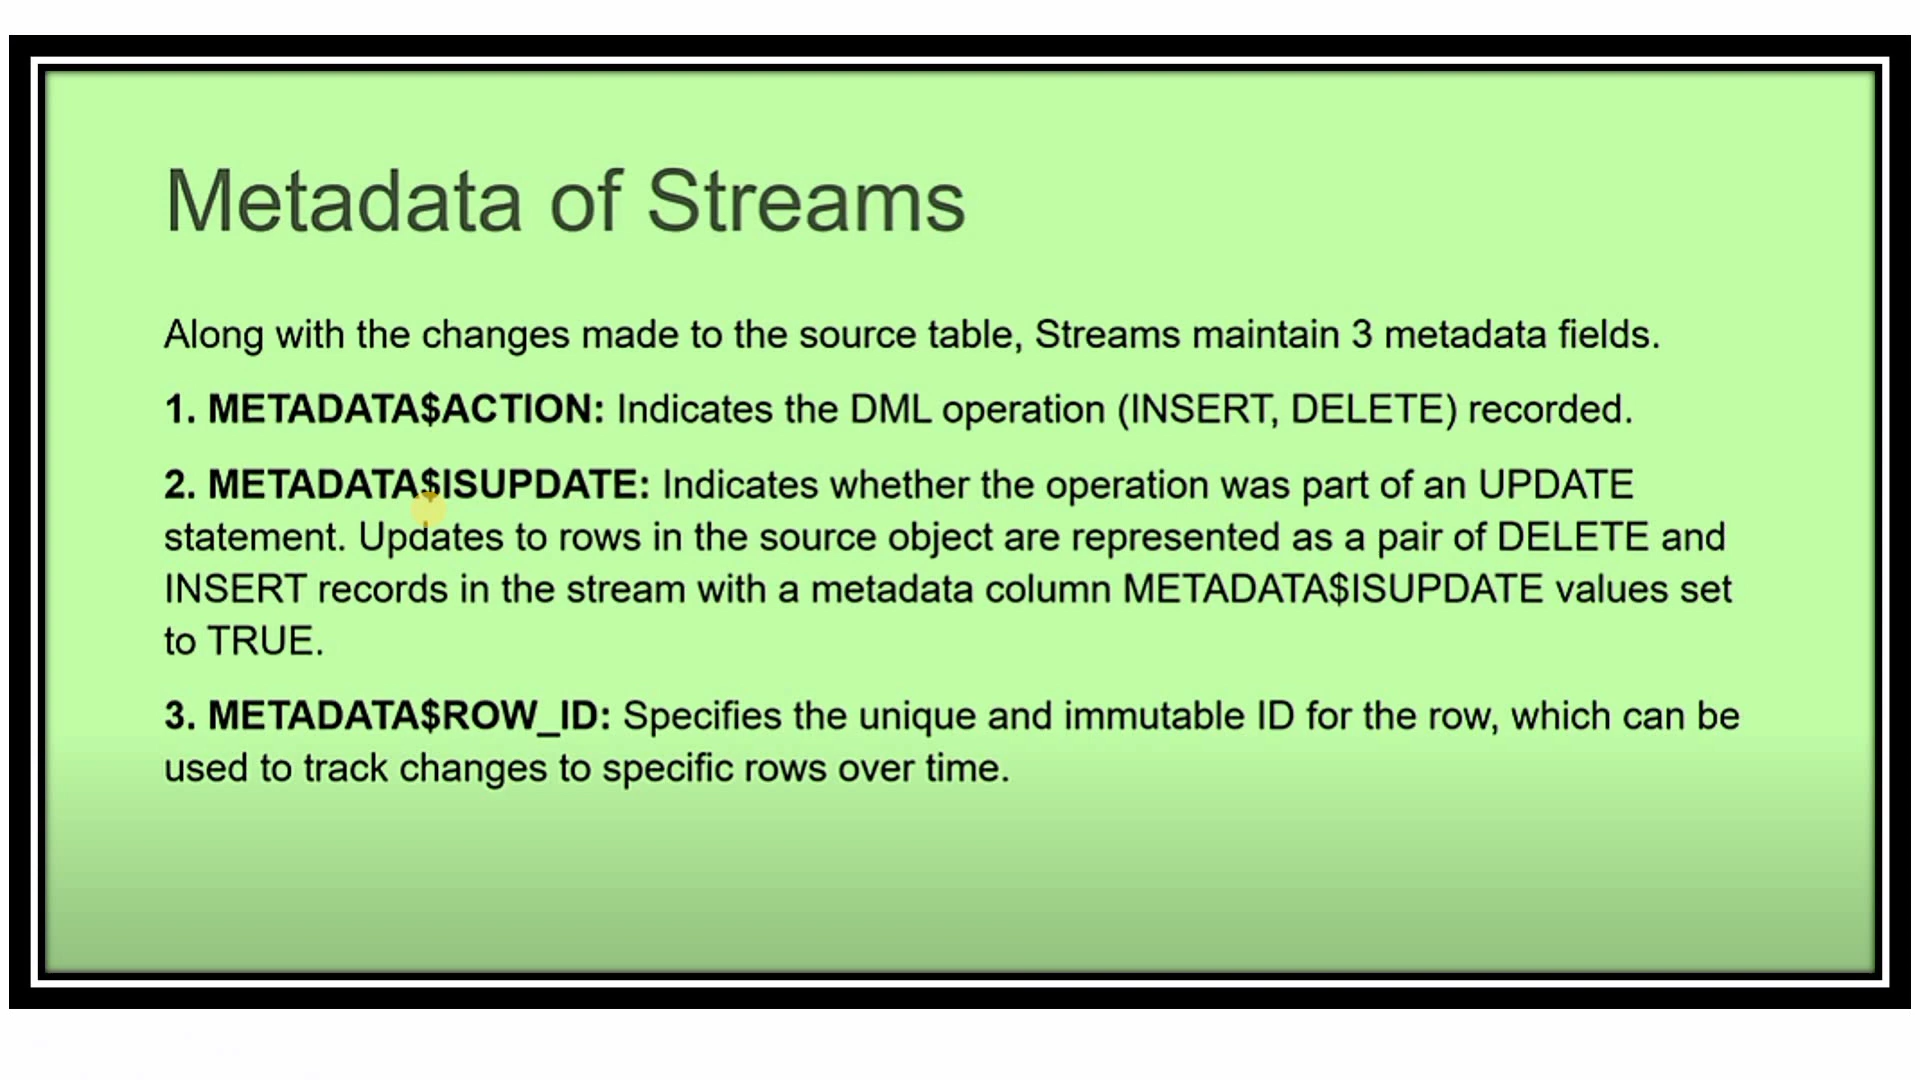 Metadata of Streams
Along with the changes made to the source table, Streams maintain 3 metadata fields.
1. METADATA$ACTION: Indicates the DML operation (INSERT, DELETE) recorded.
2. METADATA$ISUPDATE: Indicates whether the operation was part of an UPDATE
statement. Updates to rows in the source object are represented as a pair of DELETE and
INSERT records in the stream with a metadata column METADATA$ISUPDATE values set
to TRUE.
3. METADATA$ROW_ID: Specifies the unique and immutable ID for the row, which can be
used to track changes to specific rows over time.